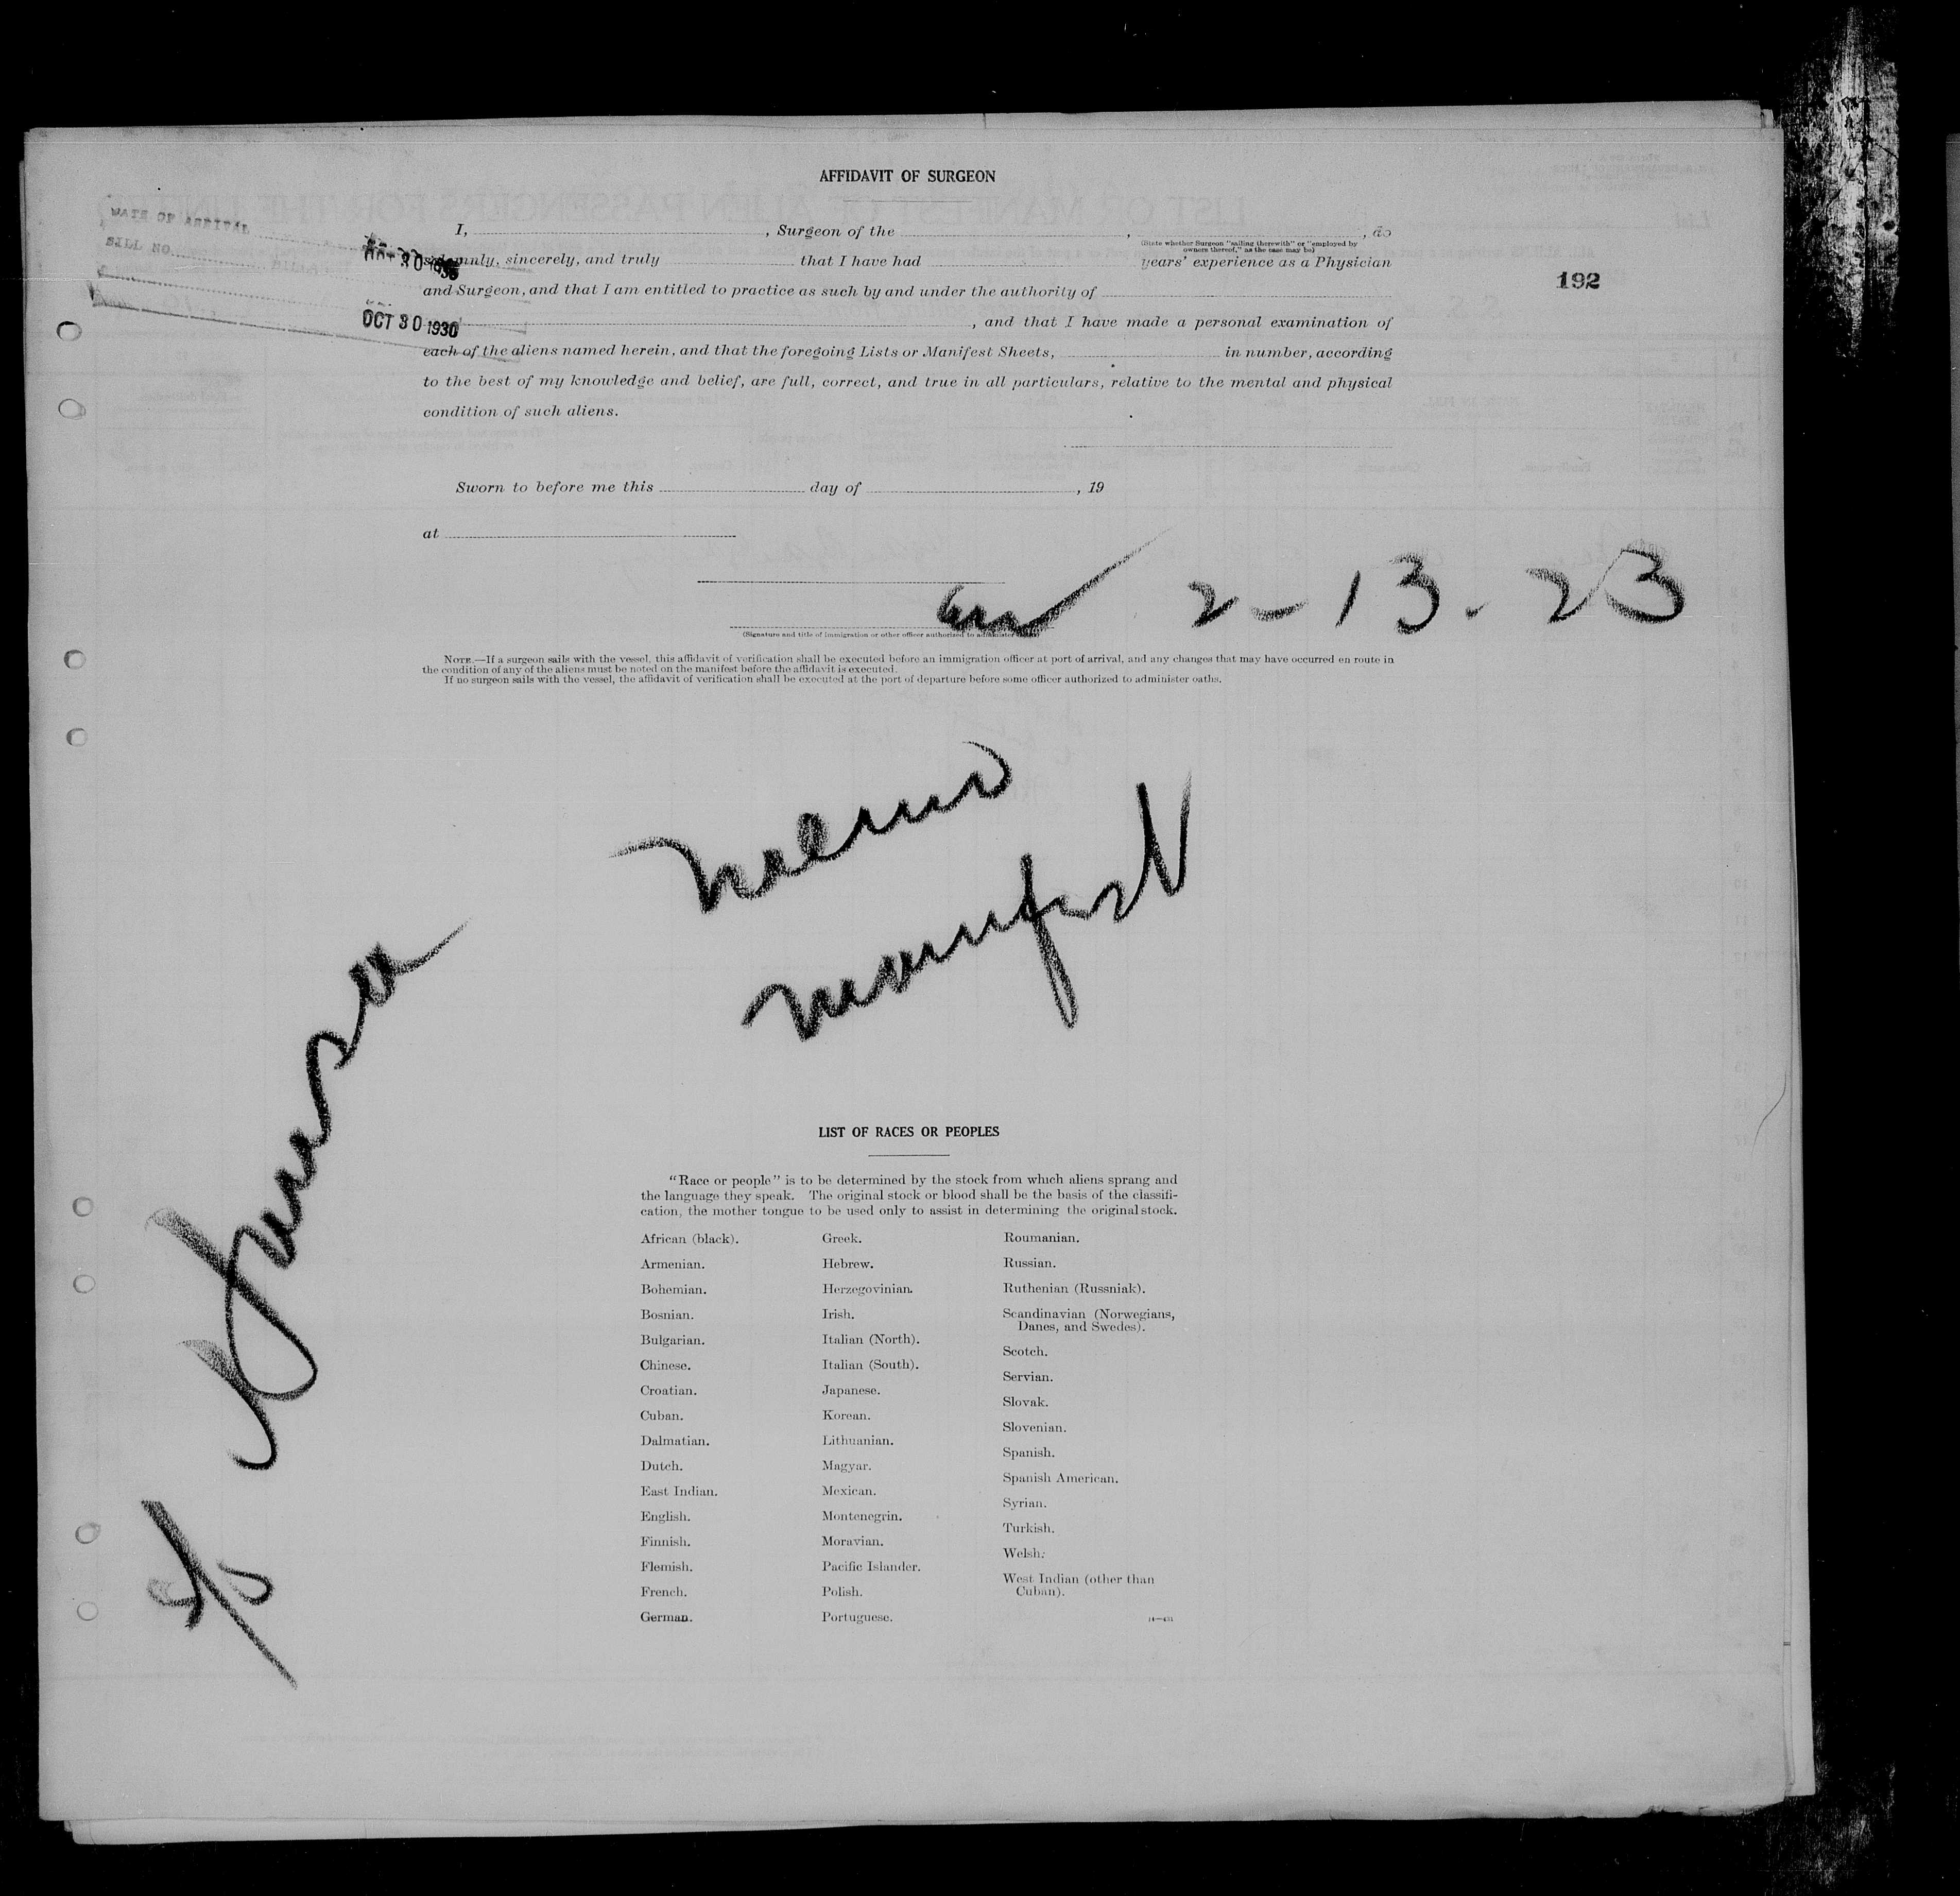 AFFIDAVIT OF SURGEON
DATE OF ARRIVAL
BILL NO.
I, , Surgeon of the , , do
(State whether Surgeon "sailing therewith" or "employed by
owners thereof," as the case may be)
OCT 30 1930
solemnly, sincerely, and truly that I have had years' experience as a Physician
192
and Surgeon, and that I am entitled to practice as such by and under the authority of
OCT 30 1930
, and that I have made a personal examination of
each of the aliens named herein, and that the foregoing Lists or Manifest Sheets, in number, according
to the best of my knowledge and belief, are full, correct, and true in all particulars, relative to the mental and physical
condition of such aliens.
Sworn to before me this day of , 19
at
2-13-23
(Signature and title of immigration or other officer authorized to administer
NOTE.—If a surgeon sails with the vessel, this affidavit of verification shall be executed before an immigration officer at port of arrival, and any changes that may have occurred en route in
the condition of any of the aliens must be noted on the manifest before the affidavit is executed.
If no surgeon sails with the vessel, the affidavit of verification shall be executed at the port of departure before some officer authorized to administer oaths.
Memo
Manifest
S/S
LIST OF RACES OR PEOPLES
"Race or people" is to be determined by the stock from which aliens sprang and
the language they speak. The original stock or blood shall be the basis of the classifi-
cation, the mother tongue to be used only to assist in determining the original stock.
African (black).
Armenian.
Bohemian.
Bosnian.
Bulgarian.
Chinese.
Croatian.
Cuban.
Dalmatian.
Dutch.
East Indian.
English.
Finnish.
Flemish.
French.
German.
Greek.
Hebrew.
Herzegovinian.
Irish.
Italian (North).
Italian (South).
Japanese.
Korean.
Lithuanian.
Magyar.
Mexican.
Montenegrin.
Moravian.
Pacific Islander.
Polish.
Portuguese.
Roumanian.
Russian.
Ruthenian (Russniak).
Scandinavian (Norwegians,
Danes, and Swedes).
Scotch.
Servian.
Slovak.
Slovenian.
Spanish.
Spanish American.
Syrian.
Turkish.
Welsh.
West Indian (other than
Cuban).